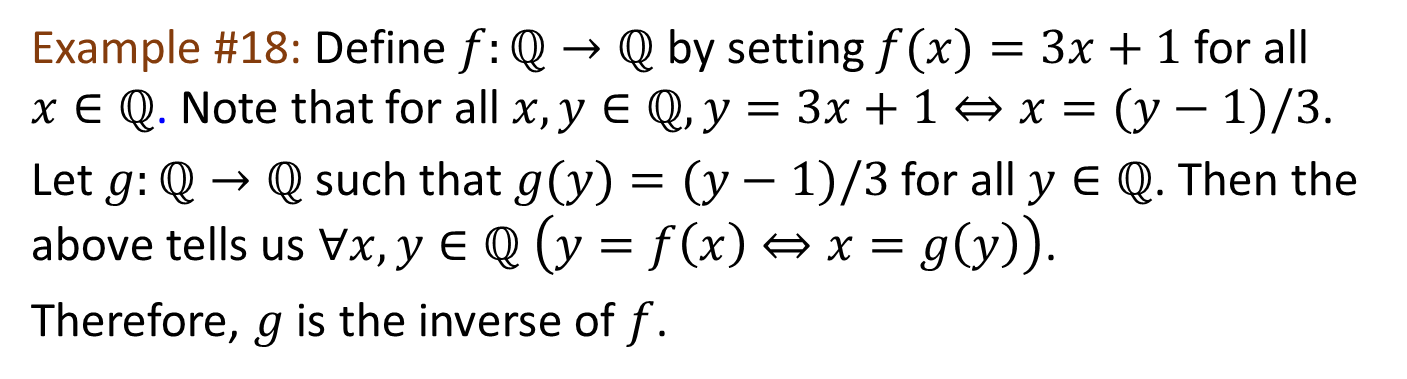 Example #18: Define 𝑓: ℚ → ℚ by setting 𝑓(𝑥) = 3𝑥 + 1 for all
𝑥 ∈ ℚ. Note that for all 𝑥, 𝑦 ∈ ℚ, 𝑦 = 3𝑥 + 1 ⇔ 𝑥 = (𝑦 − 1)/3.
Let 𝑔: ℚ → ℚ such that 𝑔(𝑦) = (𝑦 − 1)/3 for all 𝑦 ∈ ℚ. Then the
above tells us ∀𝑥, 𝑦 ∈ ℚ (𝑦 = 𝑓(𝑥) ⇔ 𝑥 = 𝑔(𝑦)).
Therefore, 𝑔 is the inverse of 𝑓.